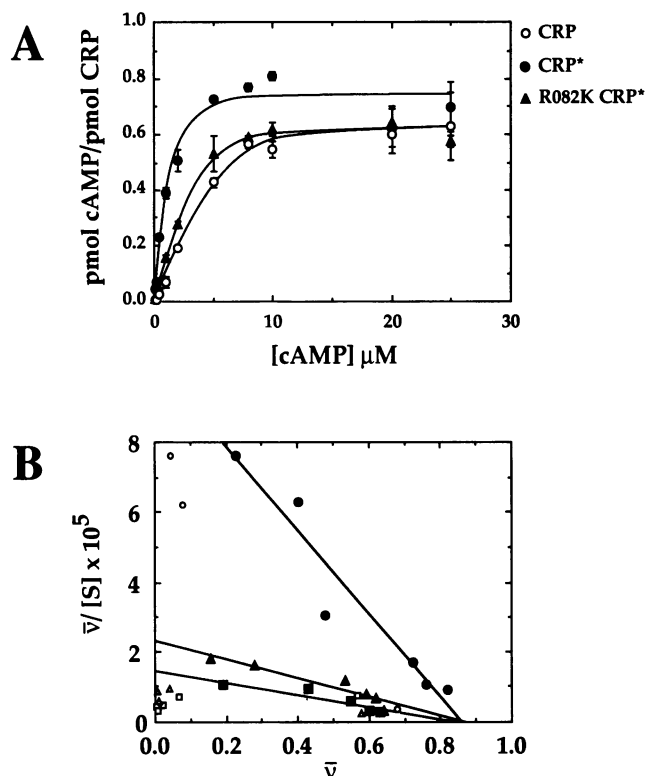 A
○ CRP
● CRP*
▲ R082K CRP*
pmol cAMP/pmol CRP
1.0
0.8
0.6
0.4
0.2
0.0
0 10 20 30
[cAMP] μM
B
ν̄/[S] x 10⁵
8
6
4
2
0
0.0 0.2 0.4 0.6 0.8 1.0
ν̄